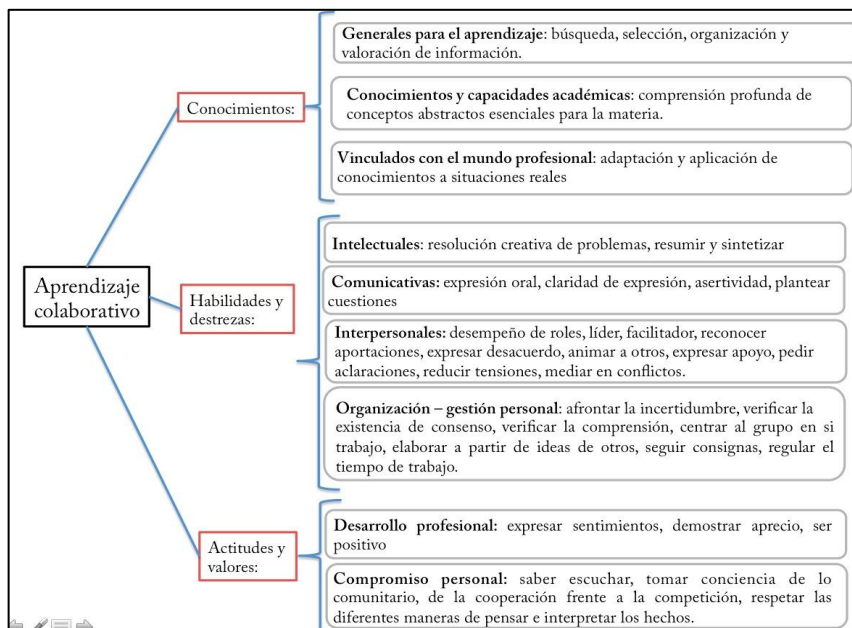 Aprendizaje
colaborativo
Conocimientos:
Generales para el aprendizaje: búsqueda, selección, organización y
valoración de información.
Conocimientos y capacidades académicas: comprensión profunda de
conceptos abstractos esenciales para la materia.
Vinculados con el mundo profesional: adaptación y aplicación de
conocimientos a situaciones reales
Habilidades y
destrezas:
Intelectuales: resolución creativa de problemas, resumir y sintetizar
Comunicativas: expresión oral, claridad de expresión, asertividad, plantear
cuestiones
Interpersonales: desempeño de roles, líder, facilitador, reconocer
aportaciones, expresar desacuerdo, animar a otros, expresar apoyo, pedir
aclaraciones, reducir tensiones, mediar en conflictos.
Organización – gestión personal: afrontar la incertidumbre, verificar la
existencia de consenso, verificar la comprensión, centrar al grupo en si
trabajo, elaborar a partir de ideas de otros, seguir consignas, regular el
tiempo de trabajo.
Actitudes y
valores:
Desarrollo profesional: expresar sentimientos, demostrar aprecio, ser
positivo
Compromiso personal: saber escuchar, tomar conciencia de lo
comunitario, de la cooperación frente a la competición, respetar las
diferentes maneras de pensar e interpretar los hechos.